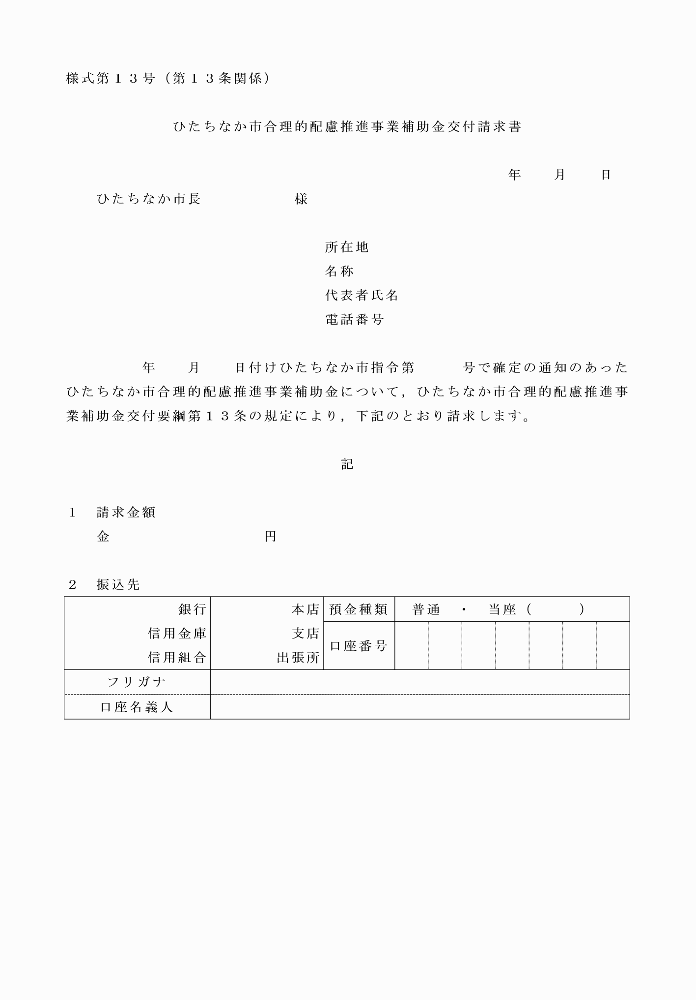 様式第１３号（第１３条関係）
ひたちなか市合理的配慮推進事業補助金交付請求書
年　　月　　日
ひたちなか市長　　　　　　様
所在地
名称
代表者氏名
電話番号
年　　月　　日付けひたちなか市指令第　　　号で確定の通知のあった
ひたちなか市合理的配慮推進事業補助金について，ひたちなか市合理的配慮推進事
業補助金交付要綱第１３条の規定により，下記のとおり請求します。
記
１　請求金額
金　　　　　　　　　　円
２　振込先
銀行　本店　預金種類　普通　・　当座（　　　）
信用金庫　支店
口座番号
信用組合　出張所
フリガナ
口座名義人